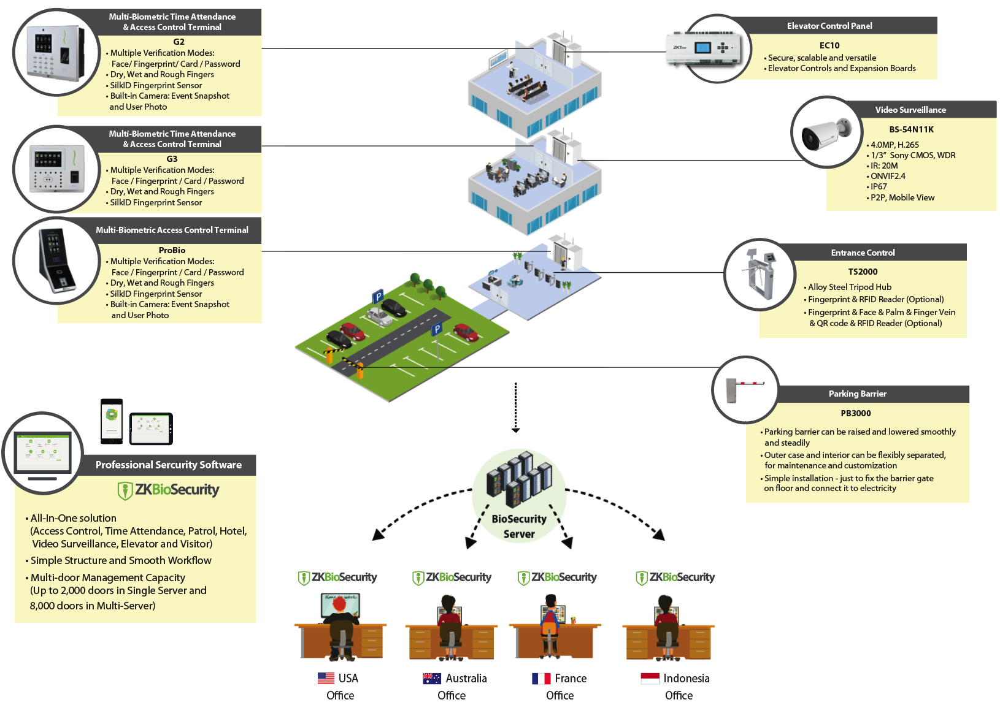 Multi-Biometric Time Attendance
& Access Control Terminal
G2
• Multiple Verification Modes:
Face/ Fingerprint/ Card / Password
• Dry, Wet and Rough Fingers
• SilkID Fingerprint Sensor
• Built-in Camera: Event Snapshot
and User Photo
Multi-Biometric Time Attendance
& Access Control Terminal
G3
• Multiple Verification Modes:
Face / Fingerprint / Card / Password
• Dry, Wet and Rough Fingers
• SilkID Fingerprint Sensor
Multi-Biometric Access Control Terminal
ProBio
• Multiple Verification Modes:
Face / Fingerprint / Card / Password
• Dry, Wet and Rough Fingers
• SilkID Fingerprint Sensor
• Built-in Camera: Event Snapshot
and User Photo
Elevator Control Panel
EC10
• Secure, scalable and versatile
• Elevator Controls and Expansion Boards
Video Surveillance
BS-54N11K
• 4.0MP, H.265
• 1/3” Sony CMOS, WDR
• IR: 20M
• ONVIF2.4
• IP67
• P2P, Mobile View
Entrance Control
TS2000
• Alloy Steel Tripod Hub
• Fingerprint & RFID Reader (Optional)
• Fingerprint & Face & Palm & Finger Vein
& QR code & RFID Reader (Optional)
P
P
Parking Barrier
PB3000
• Parking barrier can be raised and lowered smoothly
and steadily
• Outer case and interior can be flexibly separated,
for maintenance and customization
• Simple installation - just to fix the barrier gate
on floor and connect it to electricity
Professional Sercurity Software
ZKBioSecurity
• All-In-One solution
(Access Control, Time Attendance, Patrol, Hotel,
Video Surveillance, Elevator and Visitor)
• Simple Structure and Smooth Workflow
• Multi-door Management Capacity
(Up to 2,000 doors in Single Server and
8,000 doors in Multi-Server)
BioSecurity
Server
ZKBioSecurity
ZKBioSecurity
ZKBioSecurity
ZKBioSecurity
USA
Office
Australia
Office
France
Office
Indonesia
Office